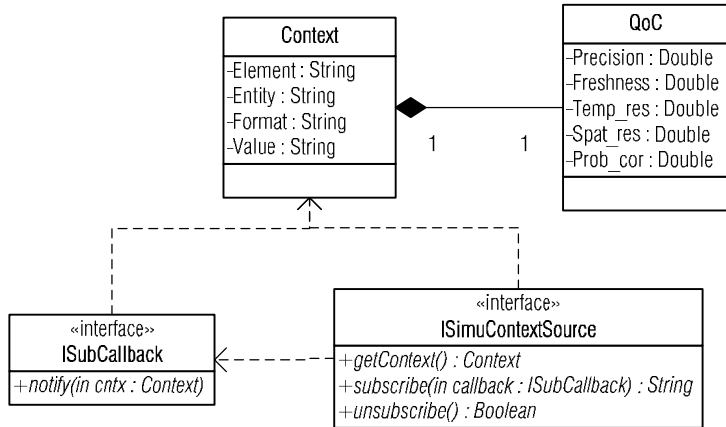 Context
-Element : String
-Entity : String
-Format : String
-Value : String
QoC
-Precision : Double
-Freshness : Double
-Temp_res : Double
-Spat_res : Double
-Prob_cor : Double
1
1
«interface»
ISubCallback
+notify(in cntx : Context)
«interface»
ISimuContextSource
+getContext() : Context
+subscribe(in callback : ISubCallback) : String
+unsubscribe() : Boolean